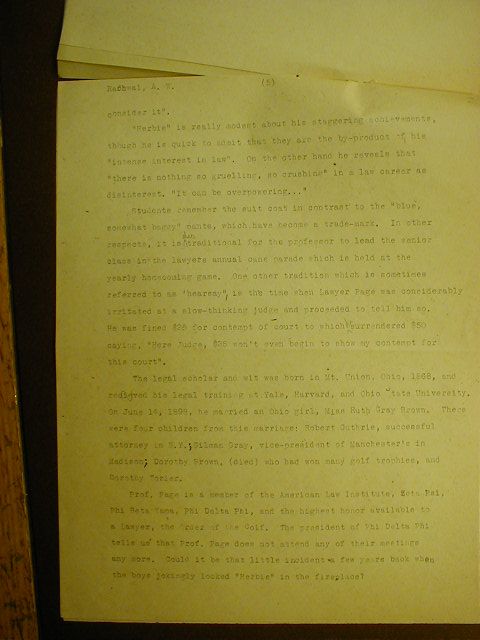 Rafhwal, A. W. (5)
consider it".
"Herbie" is really modest about his staggering achievements,
though he is quick to admit that they are the by-product of his
"intense interest in law". On the other hand he reveals that
"there is nothing so gruelling, so crushing" in a law career as
disinterest. "It can be overpowering..."
Students remember the suit coat in contrast to the "blue,
somewhat baggy" pants, which have become a trade-mark. In other
respects, it is traditional for the professor to lead the senior
class in the lawyers annual cane parade which is held at the
yearly homecoming game. One other tradition which is sometimes
referred to as "hearsay", is the time when Lawyer Page was considerably
irritated at a slow-thinking judge and proceeded to tell him so.
He was fined $25 for contempt of court to which surrendered $50
saying, "Here Judge, $25 won't even begin to show my contempt for
this court".
The legal scholar and wit was born in Mt. Union, Ohio, 1868, and
received his legal training at Yale, Harvard, and Ohio State University.
On June 14, 1899, he married an Ohio girl, Miss Ruth Gray Brown. There
were four children from this marriage: Robert Guthrie, successful
attorney in N.Y.; Gilman Gray, vice-president of Manchester's in
Madison; Dorothy Brown, (died) who had won many golf trophies, and
Dorothy
Prof. Page is a member of the American Law Institute, Zeta Psi,
Phi Beta Kapa, Phi Delta Phi, and the highest honor available to
a Lawyer, the Order of the Coif. The president of Phi Delta Phi
tells us that Prof. Page does not attend any of their meetings
any more. Could it be that little incident a few years back when
the boys jokingly locked "Herbie" in the fireplace?